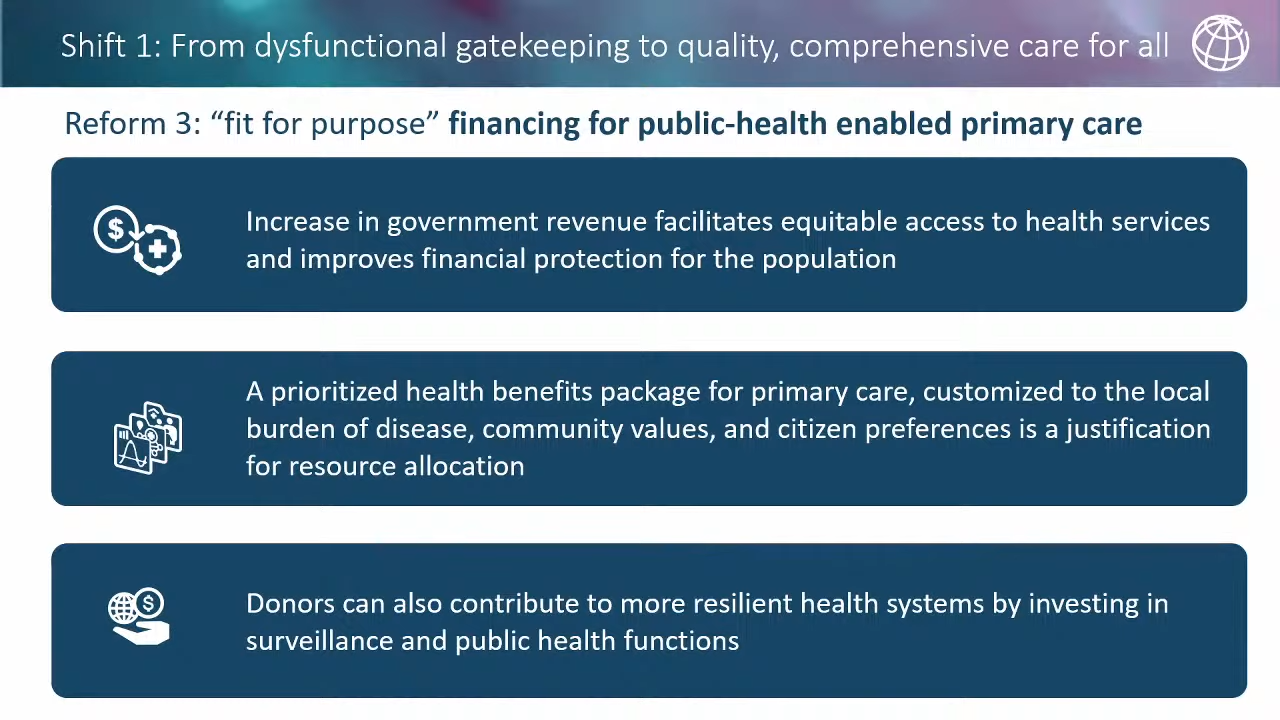 Shift 1: From dysfunctional gatekeeping to quality, comprehensive care for all
Reform 3: “fit for purpose” financing for public-health enabled primary care
$
Increase in government revenue facilitates equitable access to health services
and improves financial protection for the population
A prioritized health benefits package for primary care, customized to the local
burden of disease, community values, and citizen preferences is a justification
for resource allocation
$
Donors can also contribute to more resilient health systems by investing in
surveillance and public health functions